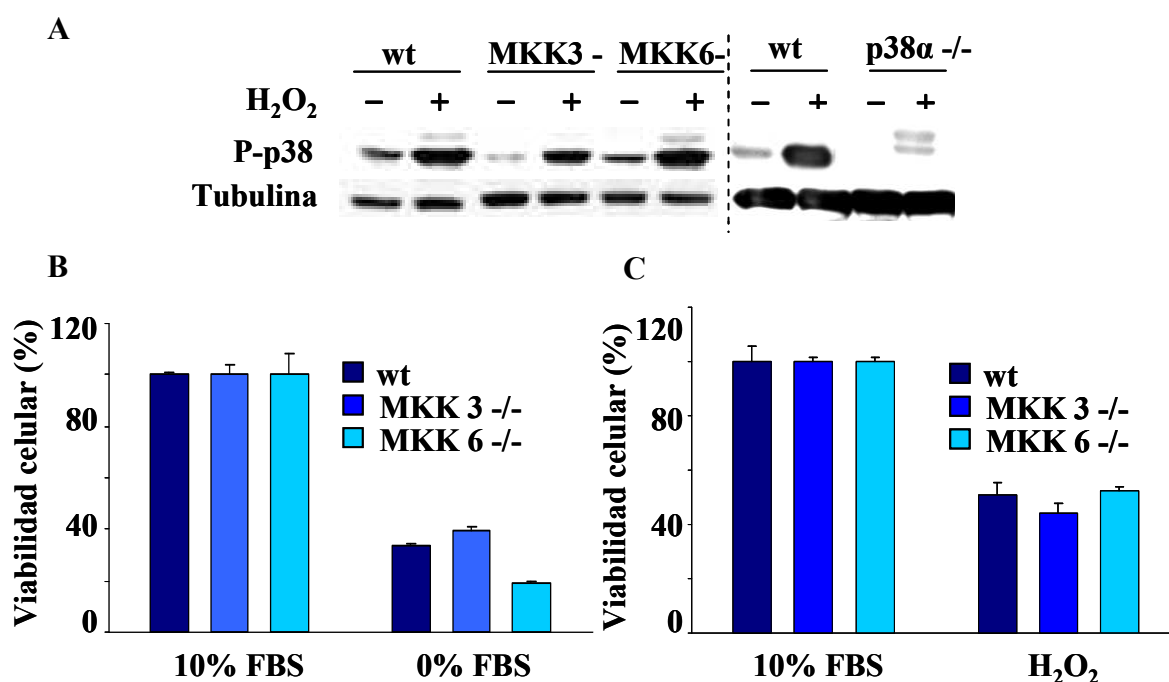 A
wt MKK3 - MKK6- wt p38α -/-
H₂O₂ – + – + – + – + – +
P-p38
Tubulina
B
Viabilidad celular (%)
120
80
40
0
wt
MKK 3 -/-
MKK 6 -/-
10% FBS 0% FBS
C
Viabilidad celular (%)
120
80
40
0
wt
MKK 3 -/-
MKK 6 -/-
10% FBS H₂O₂